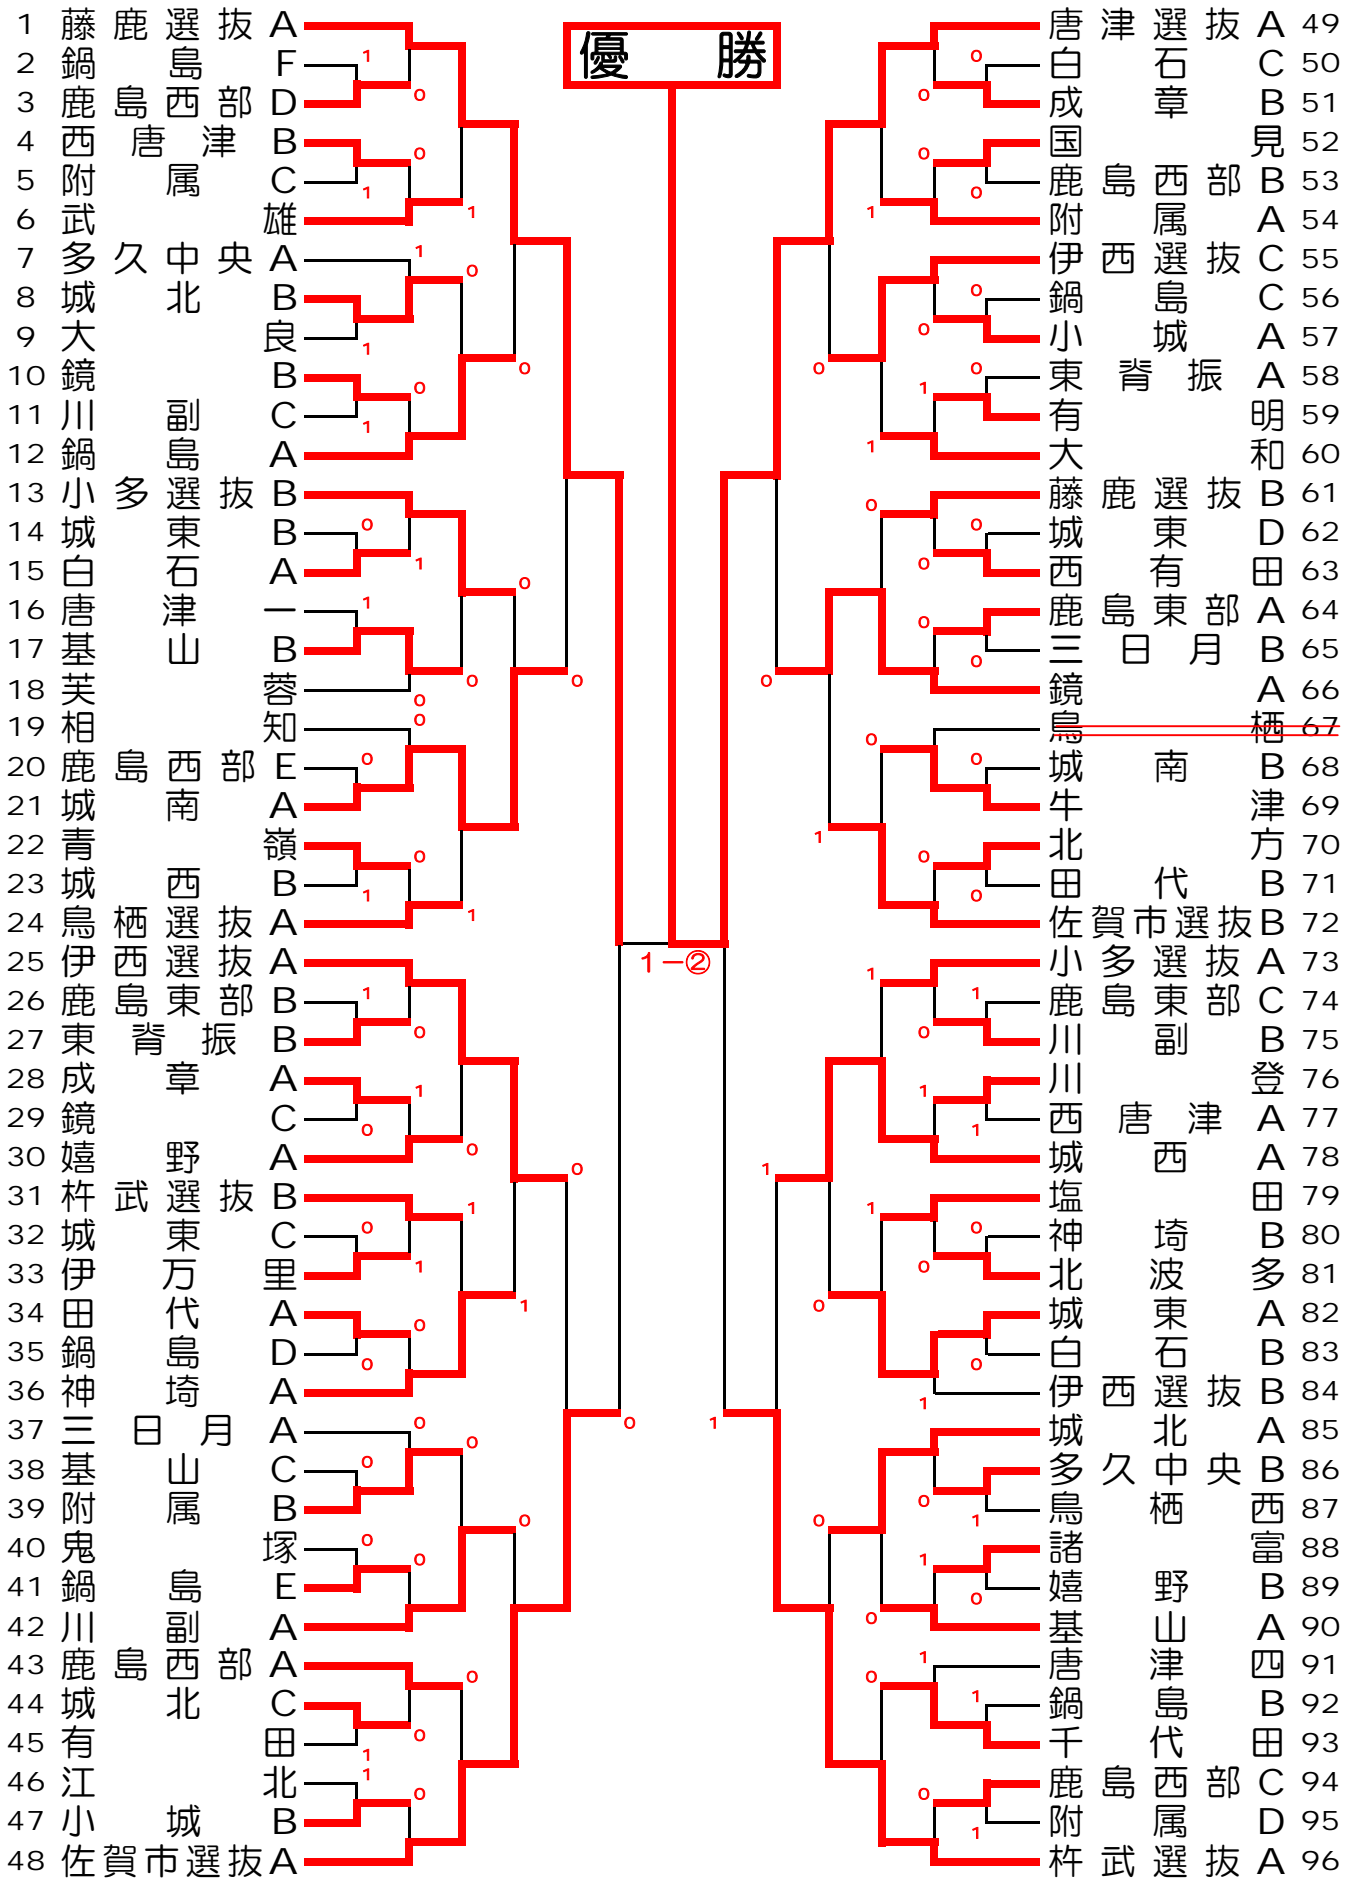 優勝
1 藤鹿選抜A
2 鍋島F
3 鹿島西部D
4 西唐津B
5 附属C
6 武雄
7 多久中央A
8 城北B
9 大良
10 鏡B
11 川副C
12 鍋島A
13 小多選抜B
14 城東B
15 白石A
16 唐津一
17 基山B
18 芙蓉
19 相知
20 鹿島西部E
21 城南A
22 青嶺
23 城西B
24 鳥栖選抜A
25 伊西選抜A
26 鹿島東部B
27 東脊振B
28 成章A
29 鏡C
30 嬉野A
31 杵武選抜B
32 城東C
33 伊万里
34 田代A
35 鍋島D
36 神埼A
37 三日月A
38 基山C
39 附属B
40 鬼塚
41 鍋島E
42 川副A
43 鹿島西部A
44 城北C
45 有田
46 江北
47 小城B
48 佐賀市選抜A
1－②
唐津選抜A 49
白石C 50
成章B 51
国見 52
鹿島西部B 53
附属A 54
伊西選抜C 55
鍋島C 56
小城A 57
東脊振A 58
有明 59
大和 60
藤鹿選抜B 61
城東D 62
西有田 63
鹿島東部A 64
三日月B 65
鏡A 66
鳥栖 67
城南B 68
牛津 69
北方 70
田代B 71
佐賀市選抜B 72
小多選抜A 73
鹿島東部C 74
川副B 75
川登 76
西唐津A 77
城西A 78
塩田 79
神埼B 80
北波多 81
城東A 82
白石B 83
伊西選抜B 84
城北A 85
多久中央B 86
鳥栖西 87
諸富 88
嬉野B 89
基山A 90
唐津四 91
鍋島B 92
千代田 93
鹿島西部C 94
附属D 95
杵武選抜A 96